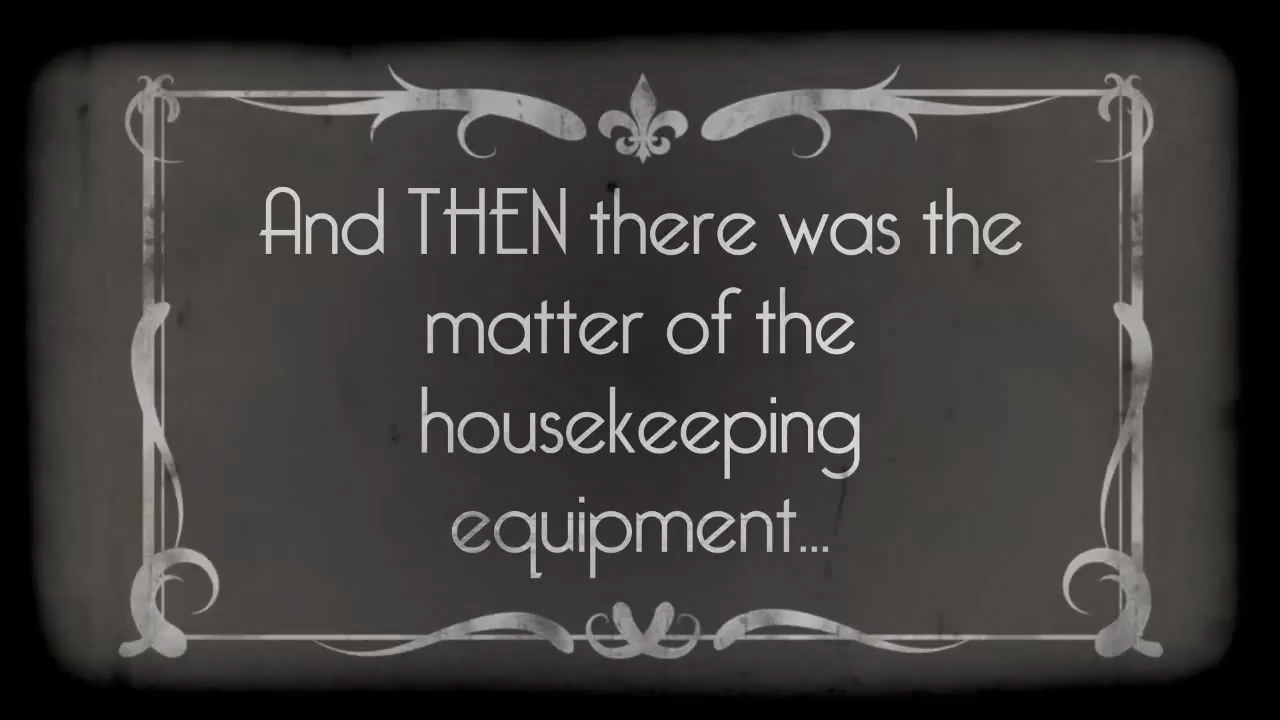 And THEN there was the
matter of the
housekeeping
equipment...